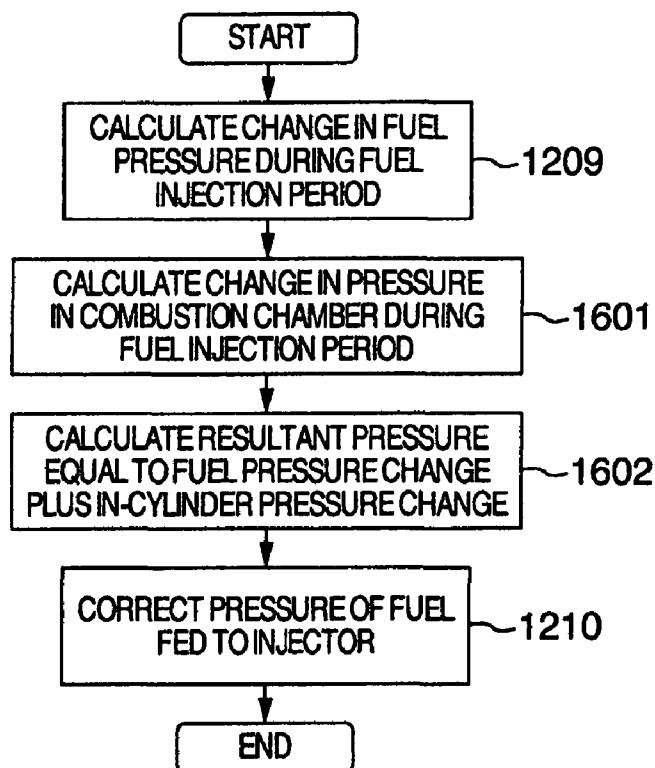 START
CALCULATE CHANGE IN FUEL
PRESSURE DURING FUEL
INJECTION PERIOD
1209
CALCULATE CHANGE IN PRESSURE
IN COMBUSTION CHAMBER DURING
FUEL INJECTION PERIOD
1601
CALCULATE RESULTANT PRESSURE
EQUAL TO FUEL PRESSURE CHANGE
PLUS IN-CYLINDER PRESSURE CHANGE
1602
CORRECT PRESSURE OF FUEL
FED TO INJECTOR
1210
END